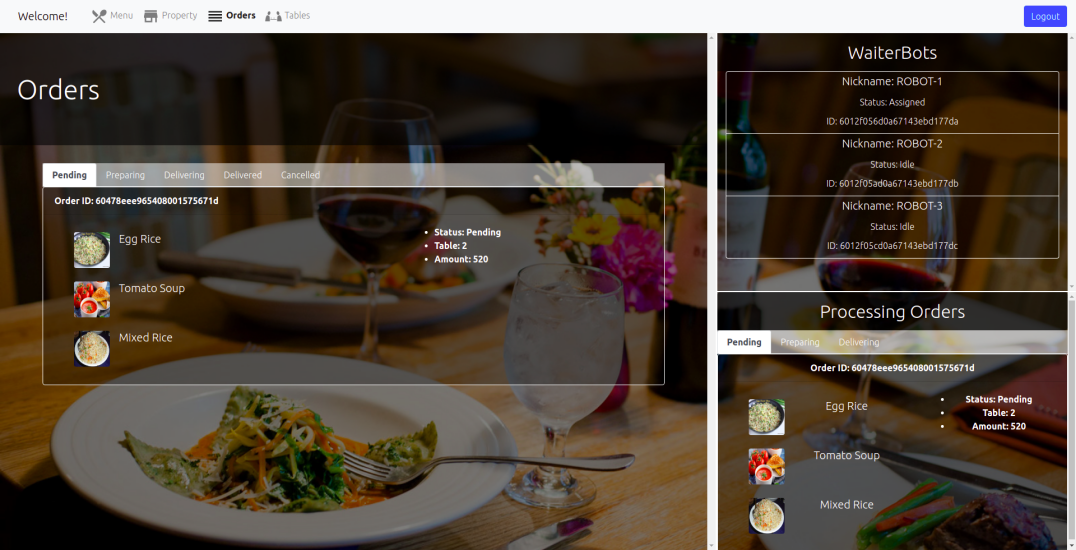 Welcome! Menu Property Orders Tables Logout
Orders
Pending Preparing Delivering Delivered Cancelled
Order ID: 60478eee965408001575671d
Egg Rice
Status: Pending
Table: 2
Amount: 520
Tomato Soup
Mixed Rice
WaiterBots
Nickname: ROBOT-1
Status: Assigned
ID: 6012f056d0a67143ebd177da
Nickname: ROBOT-2
Status: Idle
ID: 6012f05ad0a67143ebd177db
Nickname: ROBOT-3
Status: Idle
ID: 6012f05cd0a67143ebd177dc
Processing Orders
Pending Preparing Delivering
Order ID: 60478eee965408001575671d
Egg Rice
Status: Pending
Table: 2
Amount: 520
Tomato Soup
Mixed Rice